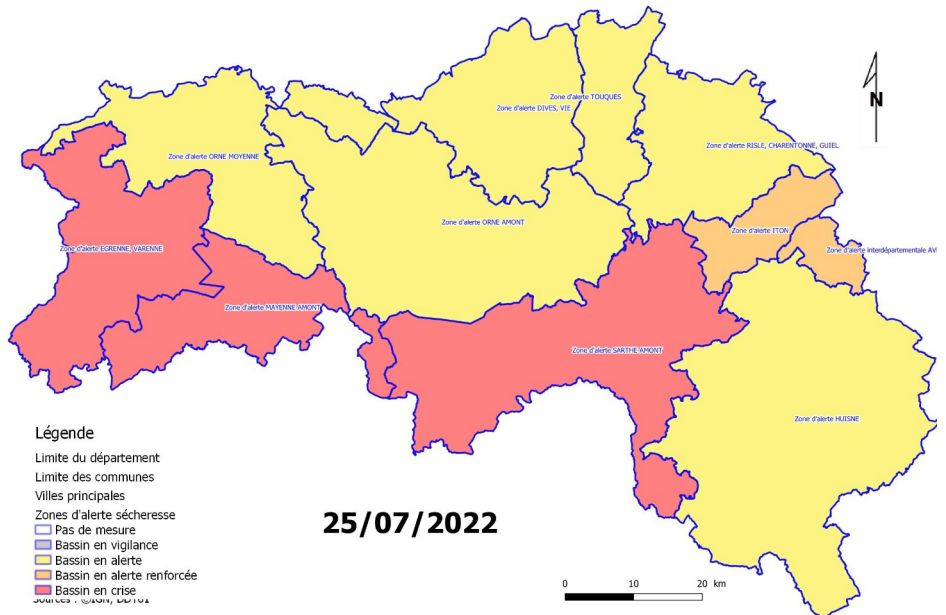 N
Zone d'alerte TOUQUES
Zone d'alerte DIVES, VIE
Zone d'alerte RISLE, CHARENTONNE, GUIEL
Zone d'alerte ORNE MOYENNE
Zone d'alerte ORNE AMONT
Zone d'alerte ITON
Zone d'alerte EGRENNE, VARENNE
Zone d'alerte interdépartementale AV
Zone d'alerte MAYENNE AMONT
Zone d'alerte SARTHE AMONT
Zone d'alerte HUISNE
Légende
Limite du département
Limite des communes
Villes principales
Zones d'alerte sécheresse
Pas de mesure
Bassin en vigilance
Bassin en alerte
Bassin en alerte renforcée
Bassin en crise
Sources : ©IGN, DDT61
25/07/2022
0 10 20 km